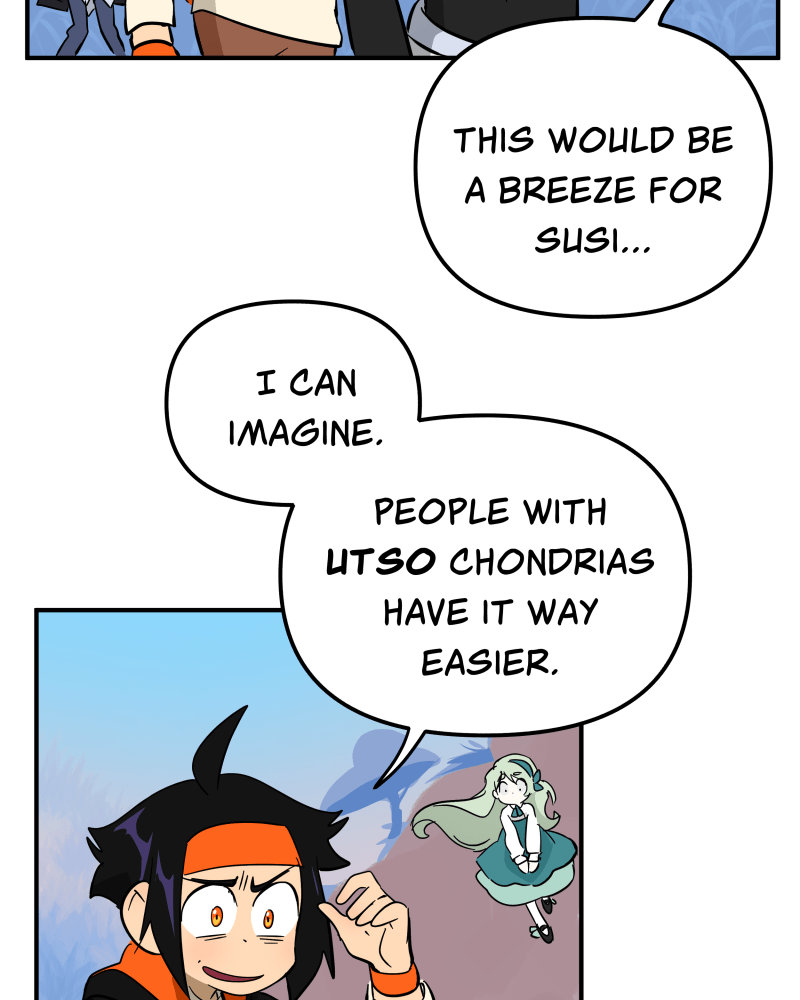 THIS WOULD BE
A BREEZE FOR
SUSI...
I CAN
IMAGINE.
PEOPLE WITH
UTSO CHONDRIAS
HAVE IT WAY
EASIER.